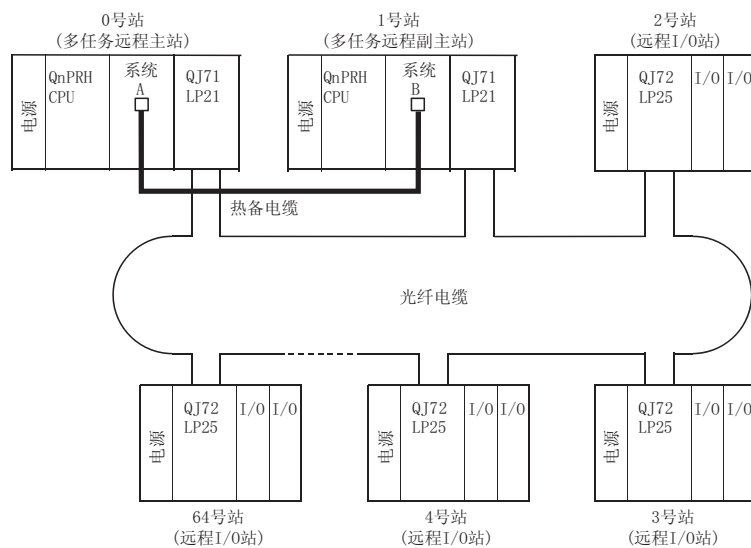 0号站
(多任务远程主站)
1号站
(多任务远程副主站)
2号站
(远程I/O站)
电源
QnPRH
CPU
系统
A
QJ71
LP21
电源
QnPRH
CPU
系统
B
QJ71
LP21
电源
QJ72
LP25
I/O
I/O
热备电缆
光纤电缆
电源
QJ72
LP25
I/O
I/O
电源
QJ72
LP25
I/O
I/O
电源
QJ72
LP25
I/O
I/O
64号站
(远程I/O站)
4号站
(远程I/O站)
3号站
(远程I/O站)